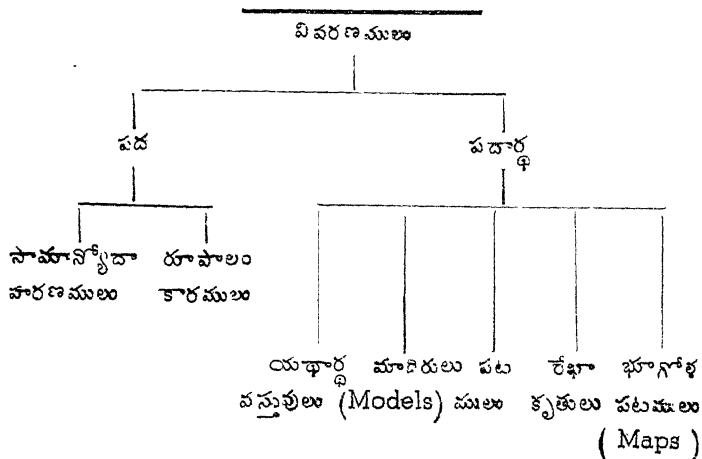 వివరణములు
పద పదార్థ
సామాన్యోదా రూపాలం
హరణములు కారములు
యథార్థ మాదిరులు పట రేఖా భూగోళ
వస్తువులు (Models) ములు కృతులు పటములు
( Maps )